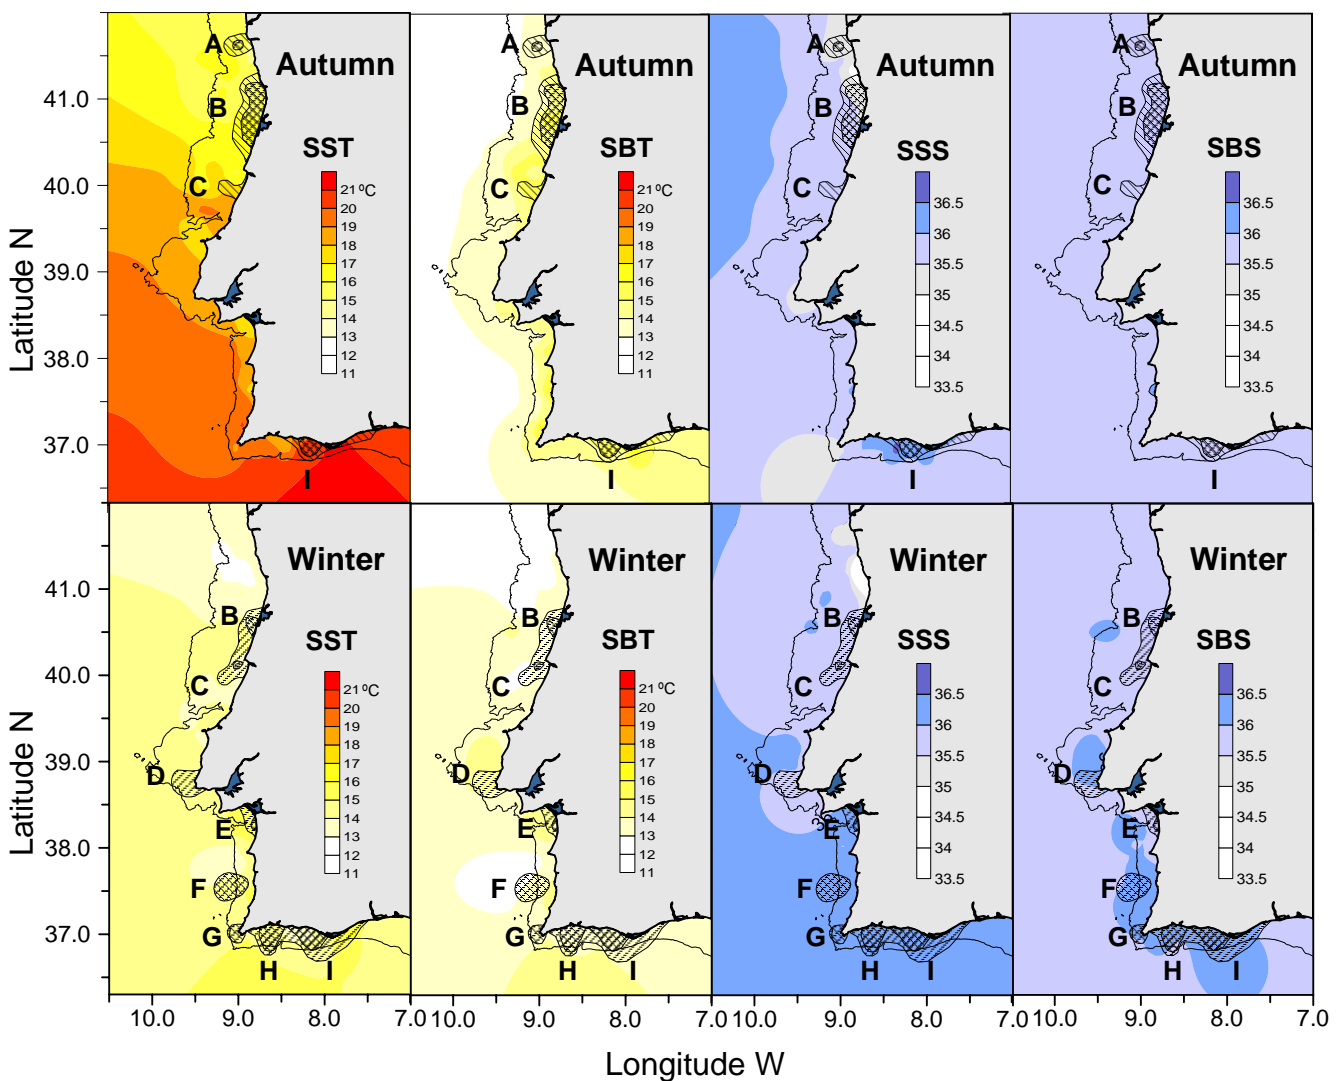 A A A A
Autumn Autumn Autumn Autumn
41.0 B B B B
SST SBT SSS SBS
40.0 C C C C
21 ºC 21 ºC 36.5 36.5
20 20 36 36
19 19 35.5 35.5
18 18 35 35
17 17 34.5 34.5
16 16 34 34
15 15 33.5 33.5
14 14
13 13
12 12
11 11
39.0
38.0
37.0
I I I I
Latitude N
Winter Winter Winter Winter
41.0 B B B B
SST SBT SSS SBS
40.0 C C C C
21 ºC 21 ºC 36.5 36.5
20 20 36 36
19 19 35.5 35.5
18 18 35 35
17 17 34.5 34.5
16 16 34 34
15 15 33.5 33.5
14 14
13 13
12 12
11 11
39.0 D D D D
38.0 E E E E
F F F F
37.0 G G G G
H I H I H I H I
Latitude N
10.0 9.0 8.0 7.0 10.0 9.0 8.0 7.0 10.0 9.0 8.0 7.0 10.0 9.0 8.0 7.0
Longitude W